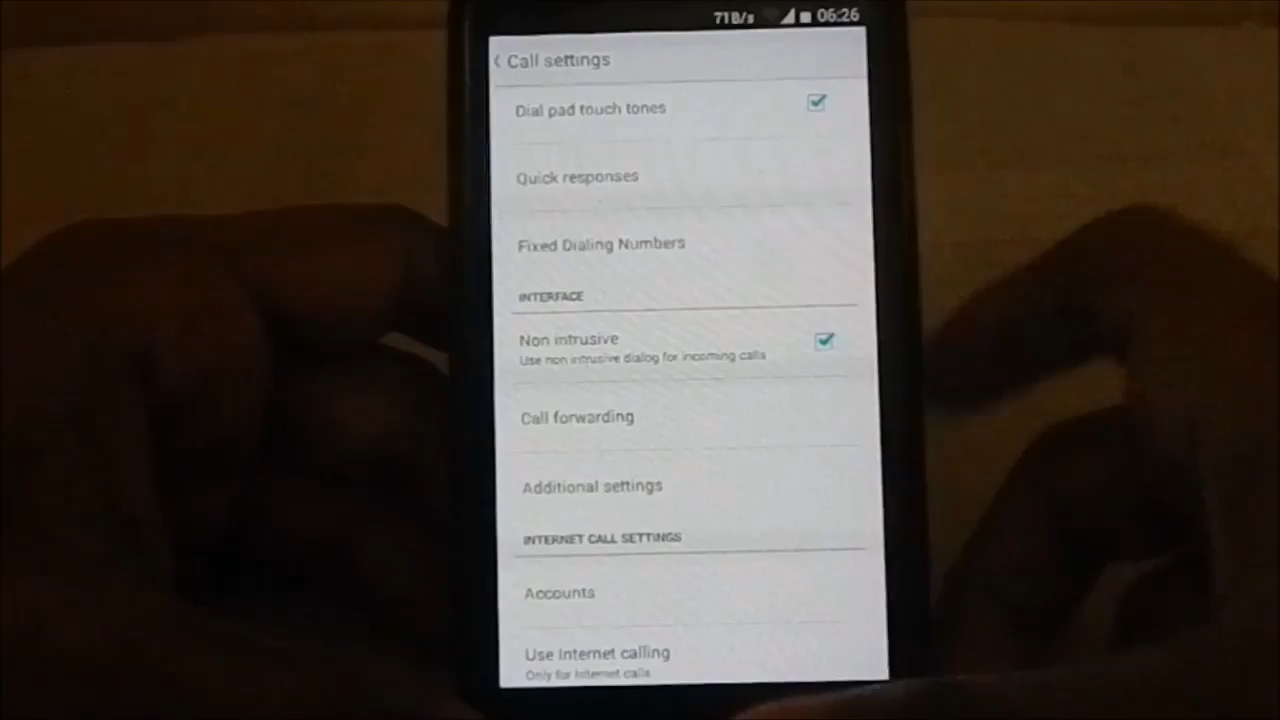 71B/s 06:26
Call settings
Dial pad touch tones
Quick responses
Fixed Dialing Numbers
INTERFACE
Non intrusive
Use non intrusive dialog for incoming calls
Call forwarding
Additional settings
INTERNET CALL SETTINGS
Accounts
Use Internet calling
Only for Internet calls